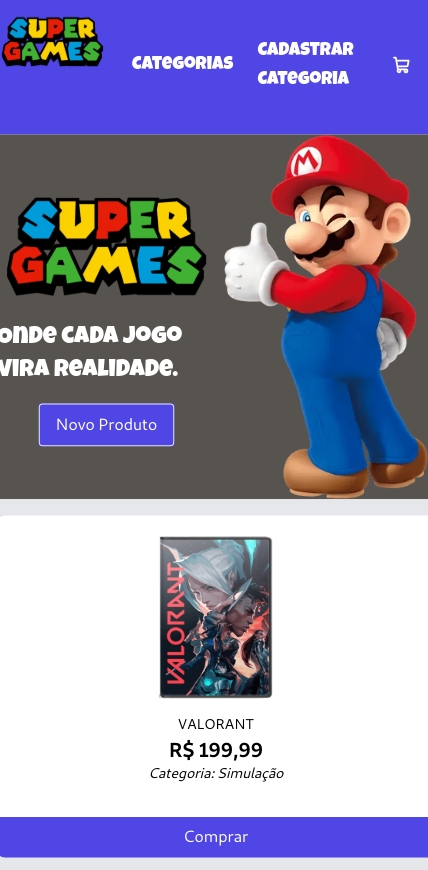 SUPER
GAMES
Categorias
Cadastrar
Categoria
SUPER
GAMES
Onde cada jogo
vira realidade.
Novo Produto
VALORANT
VALORANT
R$ 199,99
Categoria: Simulação
Comprar